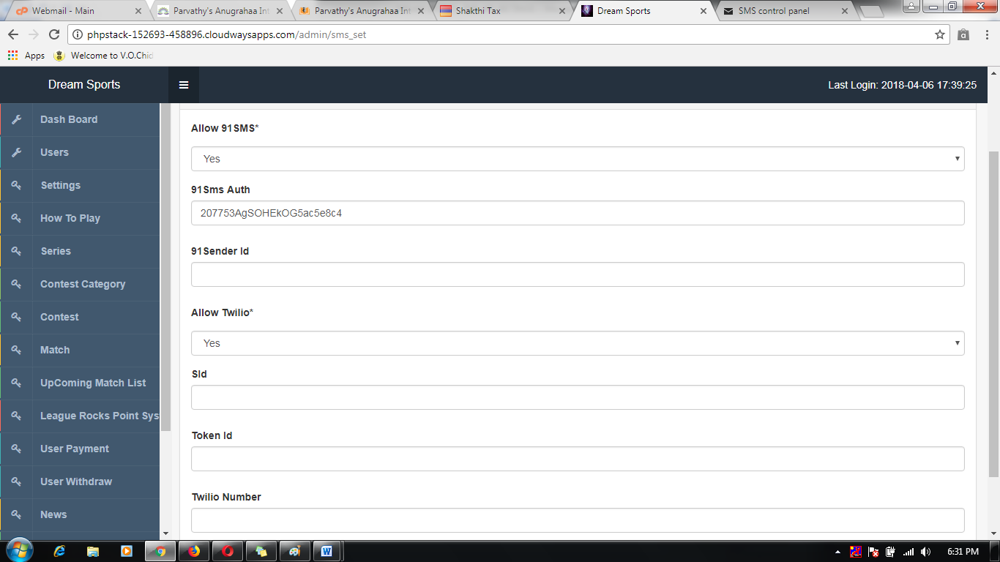 Webmail - Main
Parvathy's Anugrahaa Int
Parvathy's Anugrahaa Int
Shakthi Tax
Dream Sports
SMS control panel
phpstack-152693-458896.cloudwaysapps.com/admin/sms_set
Apps
Welcome to V.O.Chid
Dream Sports
Last Login: 2018-04-06 17:39:25
Dash Board
Users
Settings
How To Play
Series
Contest Category
Contest
Match
UpComing Match List
League Rocks Point Sys
User Payment
User Withdraw
News
Allow 91SMS*
Yes
91Sms Auth
207753AgSOHEkOG5ac5e8c4
91Sender Id
Allow Twilio*
Yes
SId
Token Id
Twilio Number
6:31 PM